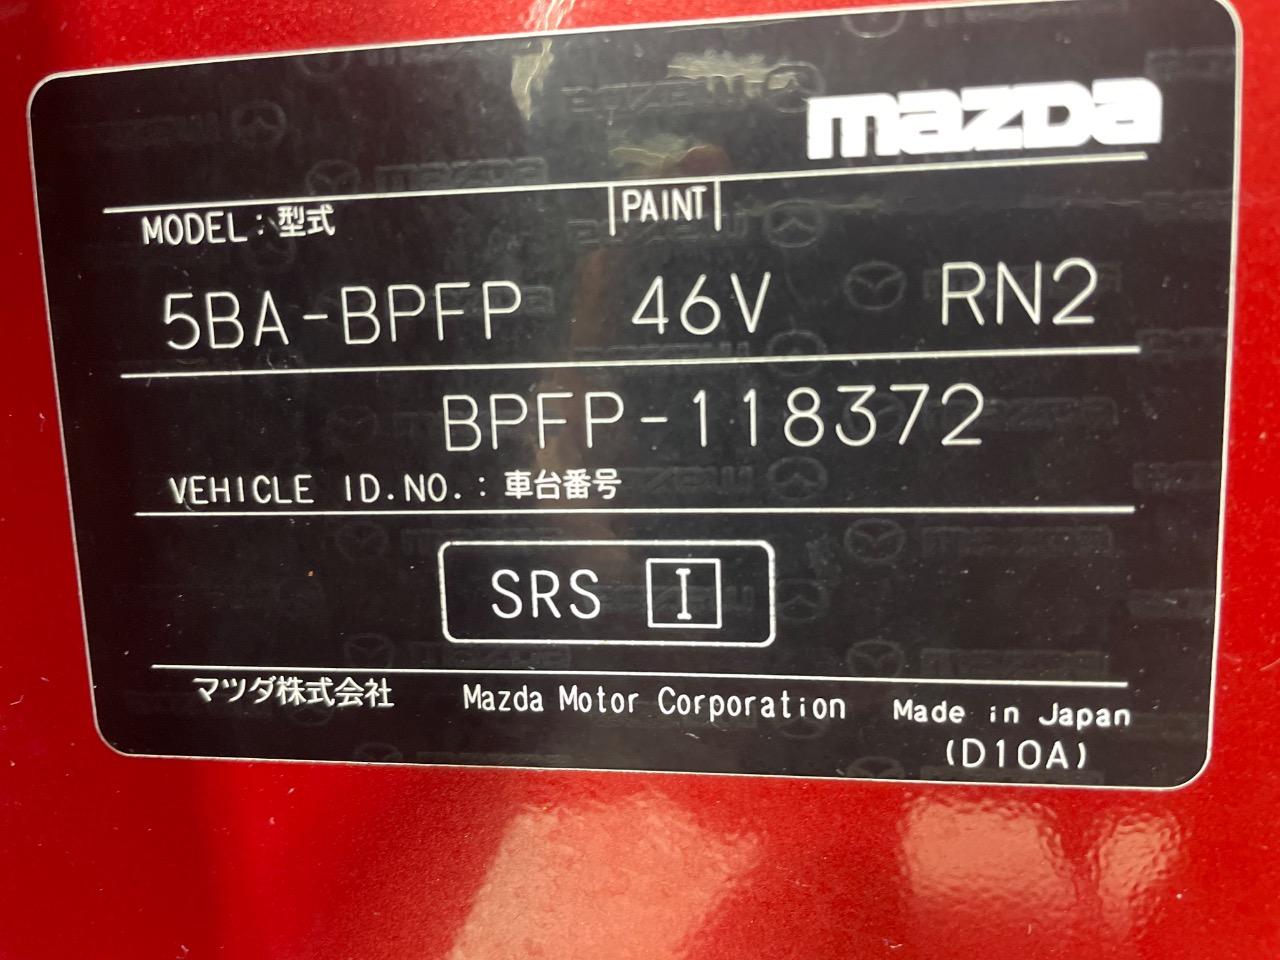 mazda
MODEL：型式 PAINT
5BA-BPFP 46V RN2
BPFP-118372
VEHICLE ID.NO.：車台番号
SRS I
マツダ株式会社 Mazda Motor Corporation Made in Japan
(D10A)